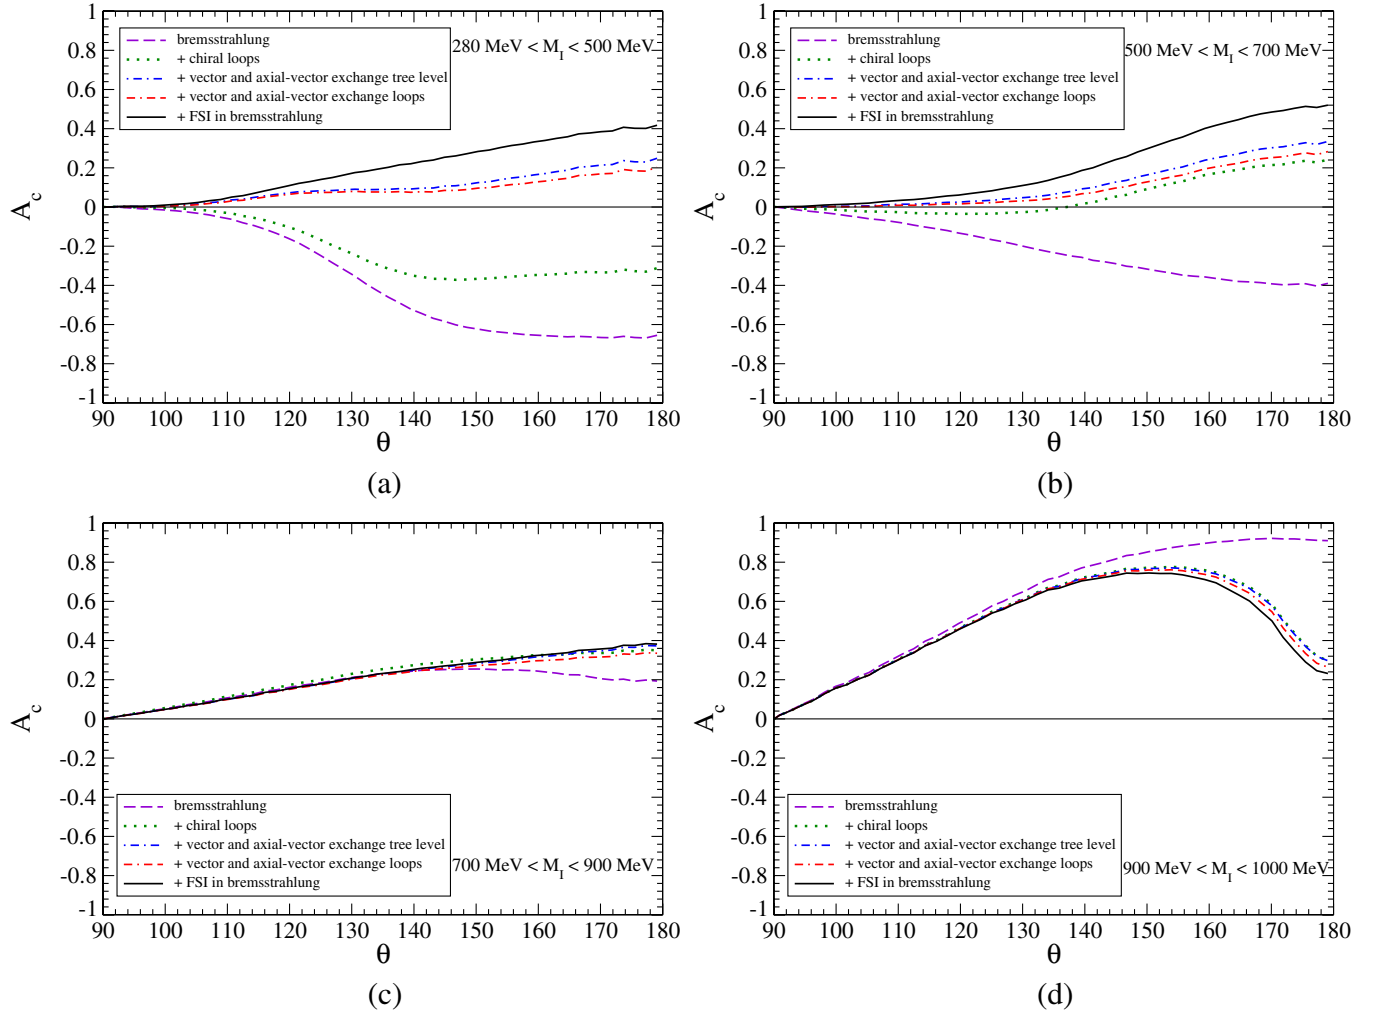 1
0.8
0.6
0.4
0.2
0
-0.2
-0.4
-0.6
-0.8
-1
A_c
bremsstrahlung
+ chiral loops
+ vector and axial-vector exchange tree level
+ vector and axial-vector exchange loops
+ FSI in bremsstrahlung
280 MeV < M_I < 500 MeV
90 100 110 120 130 140 150 160 170 180
θ
(a)
1
0.8
0.6
0.4
0.2
0
-0.2
-0.4
-0.6
-0.8
-1
A_c
bremsstrahlung
+ chiral loops
+ vector and axial-vector exchange tree level
+ vector and axial-vector exchange loops
+ FSI in bremsstrahlung
500 MeV < M_I < 700 MeV
90 100 110 120 130 140 150 160 170 180
θ
(b)
1
0.8
0.6
0.4
0.2
0
-0.2
-0.4
-0.6
-0.8
-1
A_c
bremsstrahlung
+ chiral loops
+ vector and axial-vector exchange tree level
+ vector and axial-vector exchange loops
+ FSI in bremsstrahlung
700 MeV < M_I < 900 MeV
90 100 110 120 130 140 150 160 170 180
θ
(c)
1
0.8
0.6
0.4
0.2
0
-0.2
-0.4
-0.6
-0.8
-1
A_c
bremsstrahlung
+ chiral loops
+ vector and axial-vector exchange tree level
+ vector and axial-vector exchange loops
+ FSI in bremsstrahlung
900 MeV < M_I < 1000 MeV
90 100 110 120 130 140 150 160 170 180
θ
(d)